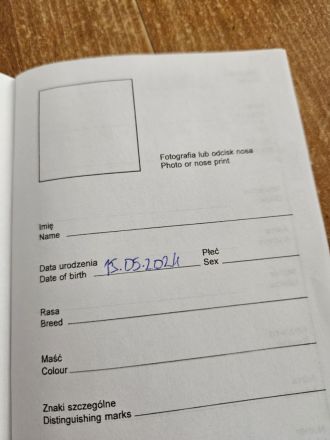 Fotografia lub odcisk nosa
Photo or nose print
Imię
Name
Data urodzenia 15.05.2024 Płeć
Date of birth Sex
Rasa
Breed
Maść
Colour
Znaki szczególne
Distinguishing marks